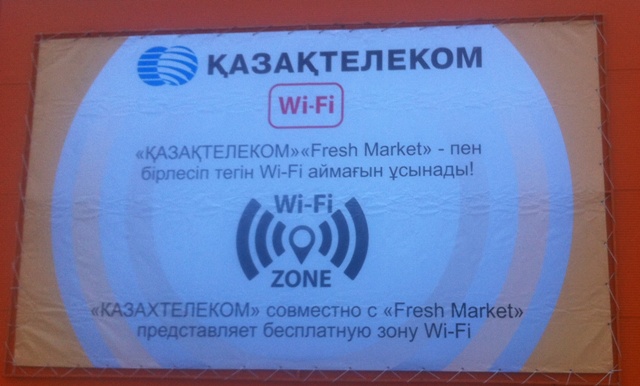 ҚАЗАҚТЕЛЕКОМ
Wi-Fi
«ҚАЗАҚТЕЛЕКОМ»«Fresh Market» - пен
бірлесіп тегін Wi-Fi аймағын ұсынады!
Wi-Fi
ZONE
«КАЗАХТЕЛЕКОМ» совместно с «Fresh Market»
представляет бесплатную зону Wi-Fi